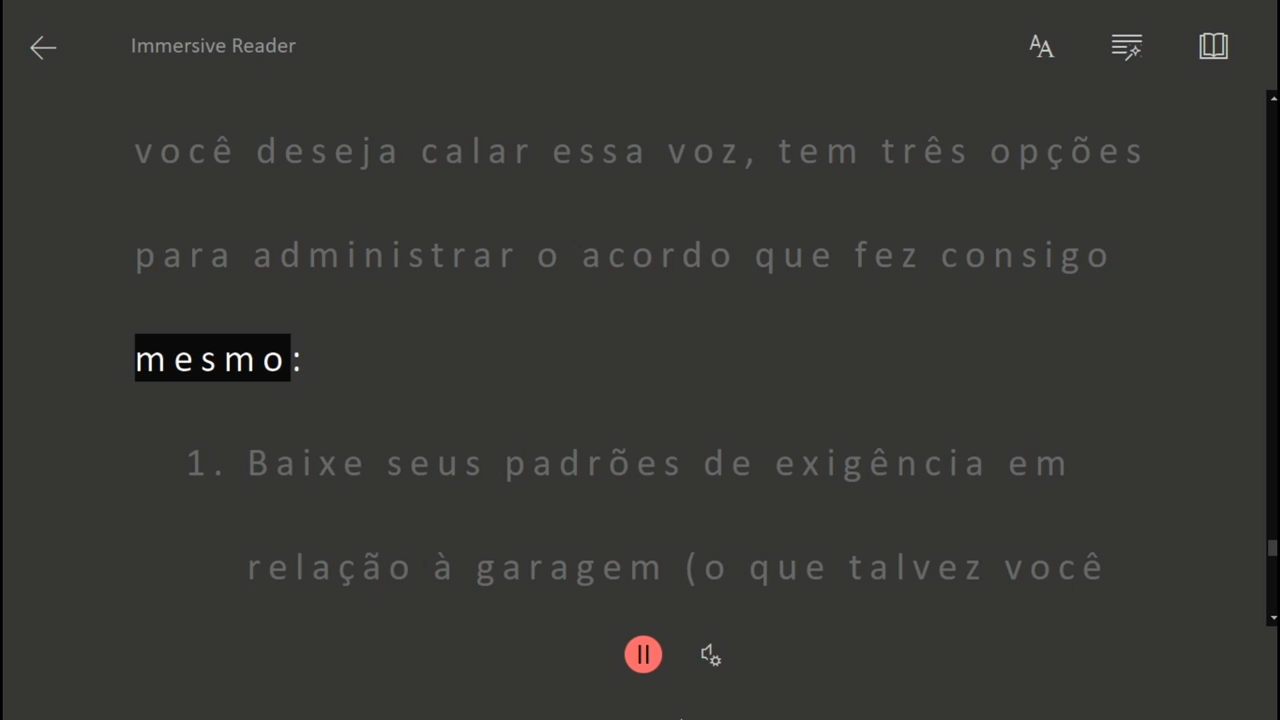 Immersive Reader
você deseja calar essa voz, tem três opções
para administrar o acordo que fez consigo
mesmo:
1. Baixe seus padrões de exigência em
relação à garagem (o que talvez você